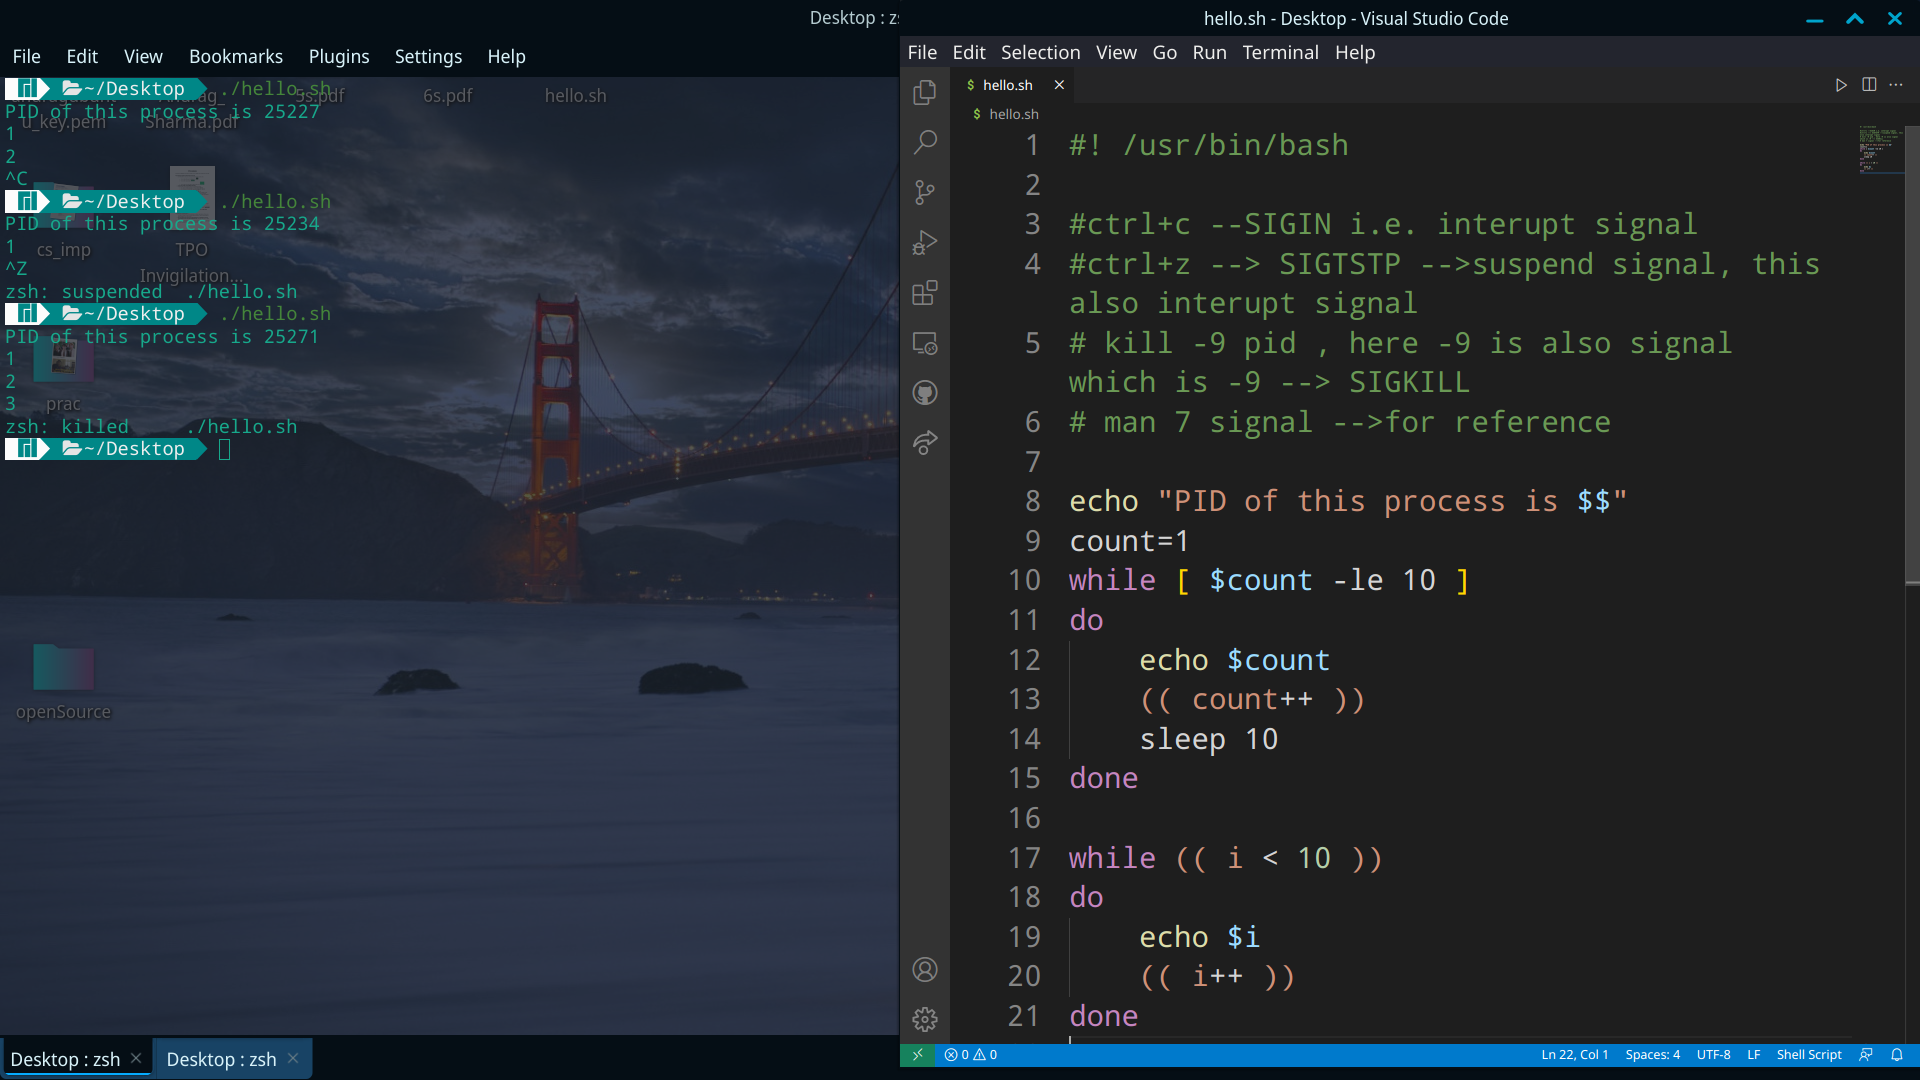 Desktop : zs
File Edit View Bookmarks Plugins Settings Help
~/Desktop ./hello.sh
PID of this process is 25227
1
2
^C
~/Desktop ./hello.sh
PID of this process is 25234
1
^Z
zsh: suspended ./hello.sh
~/Desktop ./hello.sh
PID of this process is 25271
1
2
3
zsh: killed ./hello.sh
~/Desktop
5s.pdf
6s.pdf
hello.sh
u_key.pem
Sharma.pdf
cs_imp
TPO
Invigilation...
prac
openSource
Desktop : zsh
Desktop : zsh
hello.sh - Desktop - Visual Studio Code
File Edit Selection View Go Run Terminal Help
$ hello.sh
$ hello.sh
1 #! /usr/bin/bash
2
3 #ctrl+c --SIGIN i.e. interupt signal
4 #ctrl+z --> SIGTSTP -->suspend signal, this
also interupt signal
5 # kill -9 pid , here -9 is also signal
which is -9 --> SIGKILL
6 # man 7 signal -->for reference
7
8 echo "PID of this process is $$"
9 count=1
10 while [ $count -le 10 ]
11 do
12 echo $count
13 (( count++ ))
14 sleep 10
15 done
16
17 while (( i < 10 ))
18 do
19 echo $i
20 (( i++ ))
21 done
0 0 Ln 22, Col 1 Spaces: 4 UTF-8 LF Shell Script